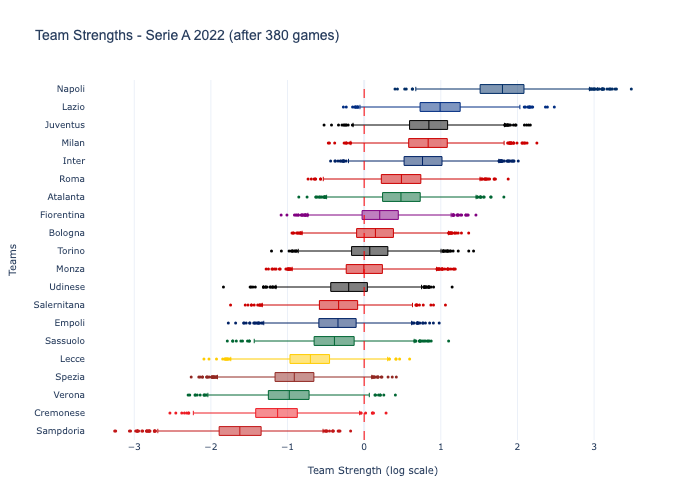 Team Strengths - Serie A 2022 (after 380 games)
Napoli
Lazio
Juventus
Milan
Inter
Roma
Atalanta
Fiorentina
Bologna
Torino
Monza
Udinese
Salernitana
Empoli
Sassuolo
Lecce
Spezia
Verona
Cremonese
Sampdoria
Teams
−3 −2 −1 0 1 2 3
Team Strength (log scale)